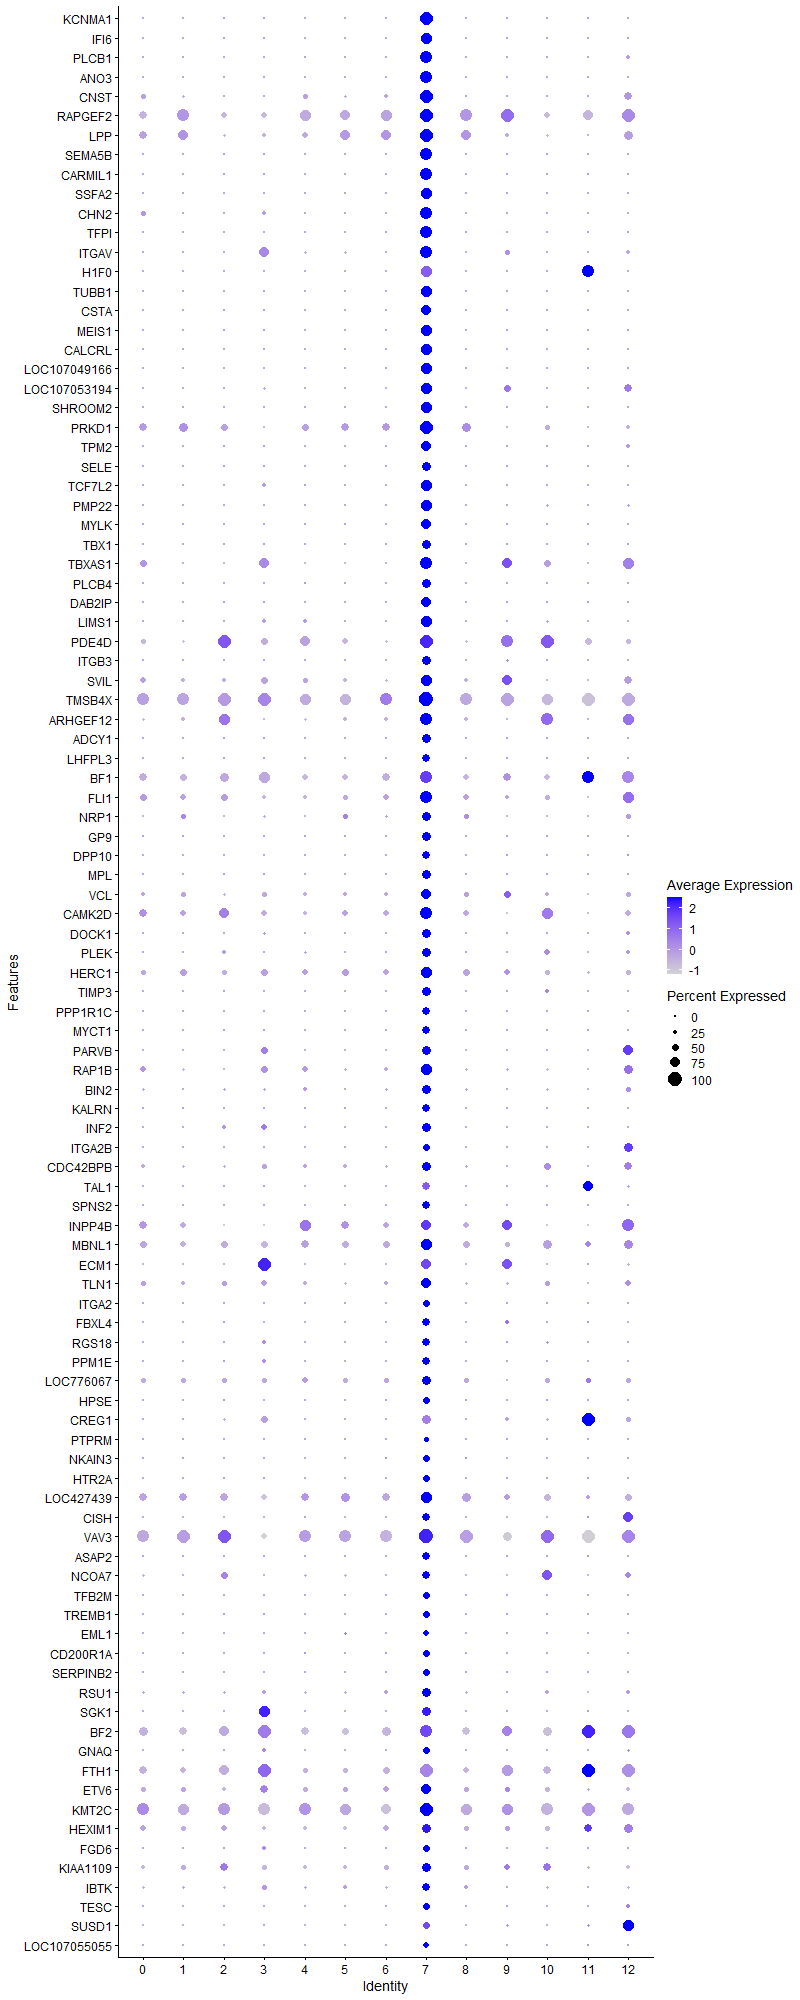 KCNMA1
IFI6
PLCB1
ANO3
CNST
RAPGEF2
LPP
SEMA5B
CARMIL1
SSFA2
CHN2
TFPI
ITGAV
H1F0
TUBB1
CSTA
MEIS1
CALCRL
LOC107049166
LOC107053194
SHROOM2
PRKD1
TPM2
SELE
TCF7L2
PMP22
MYLK
TBX1
TBXAS1
PLCB4
DAB2IP
LIMS1
PDE4D
ITGB3
SVIL
TMSB4X
ARHGEF12
ADCY1
LHFPL3
BF1
FLI1
NRP1
GP9
DPP10
MPL
VCL
CAMK2D
DOCK1
PLEK
HERC1
TIMP3
PPP1R1C
MYCT1
PARVB
RAP1B
BIN2
KALRN
INF2
ITGA2B
CDC42BPB
TAL1
SPNS2
INPP4B
MBNL1
ECM1
TLN1
ITGA2
FBXL4
RGS18
PPM1E
LOC776067
HPSE
CREG1
PTPRM
NKAIN3
HTR2A
LOC427439
CISH
VAV3
ASAP2
NCOA7
TFB2M
TREMB1
EML1
CD200R1A
SERPINB2
RSU1
SGK1
BF2
GNAQ
FTH1
ETV6
KMT2C
HEXIM1
FGD6
KIAA1109
IBTK
TESC
SUSD1
LOC107055055
Features
0 1 2 3 4 5 6 7 8 9 10 11 12
Identity
Average Expression
2
1
0
-1
Percent Expressed
0
25
50
75
100